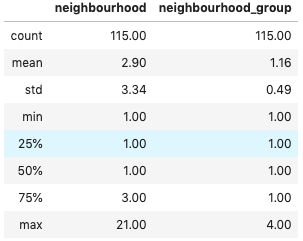 neighbourhood neighbourhood_group
count 115.00 115.00
mean 2.90 1.16
std 3.34 0.49
min 1.00 1.00
25% 1.00 1.00
50% 1.00 1.00
75% 3.00 1.00
max 21.00 4.00